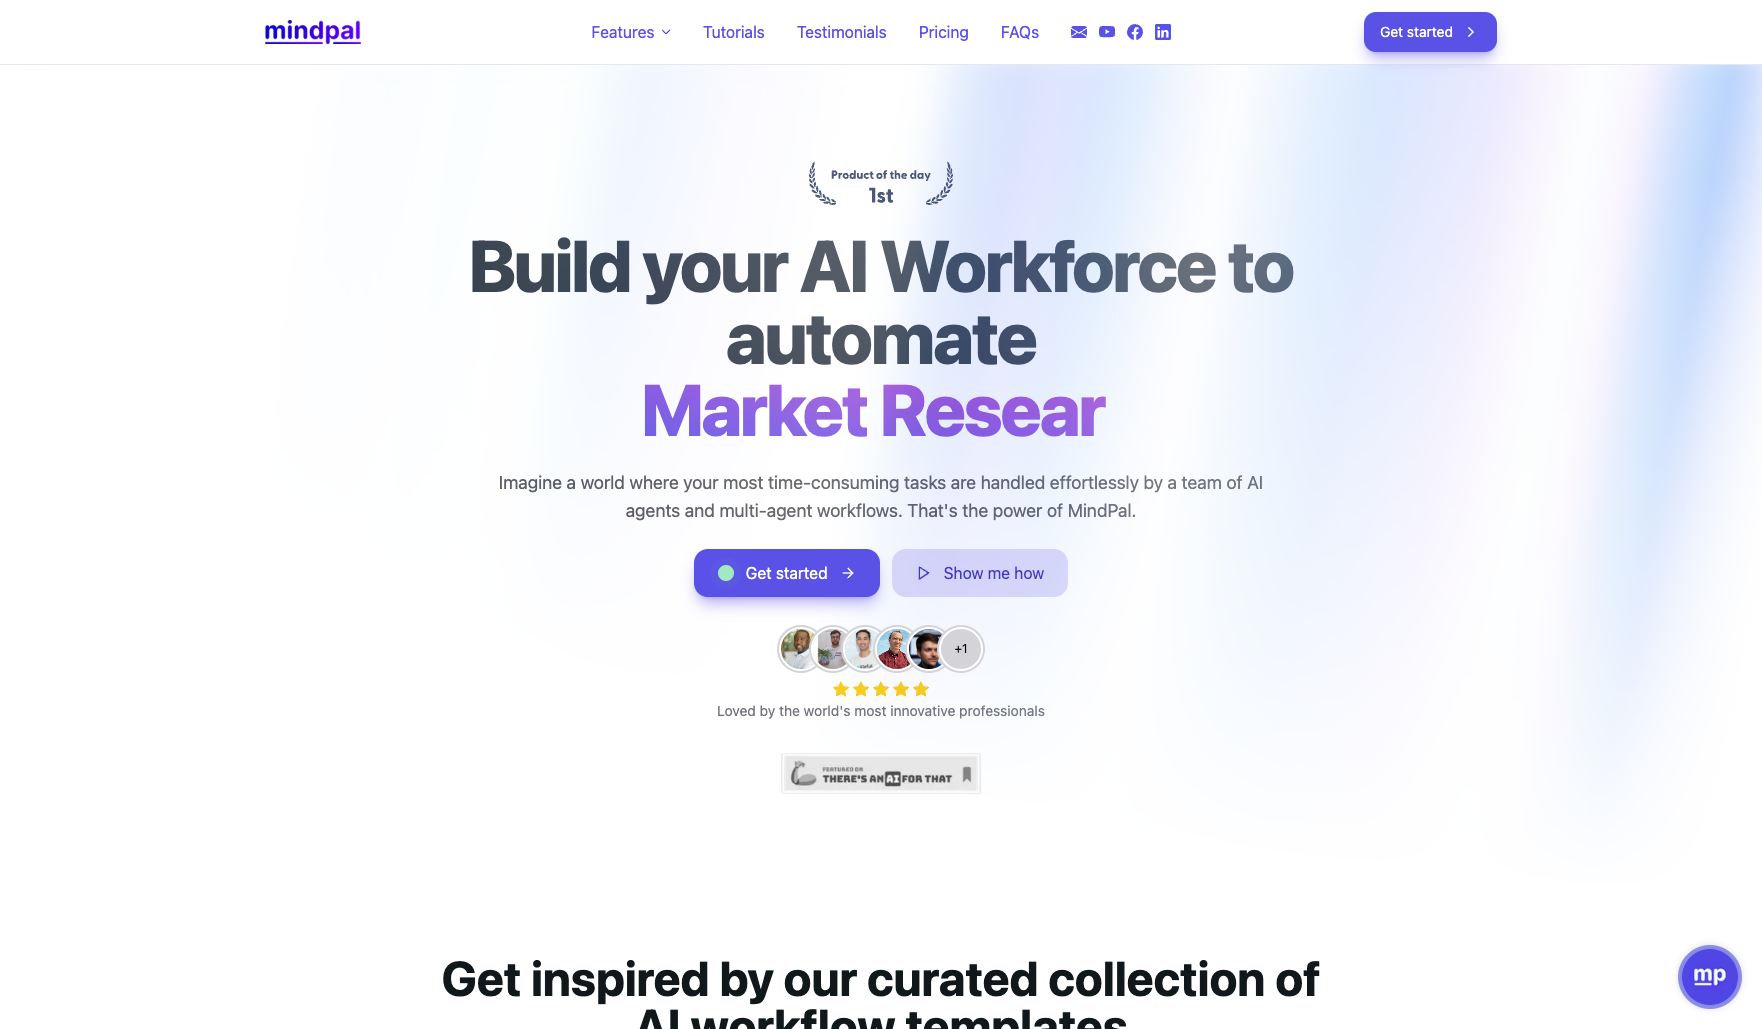 mindpal
Features
Tutorials
Testimonials
Pricing
FAQs
Get started
Product of the day
1st
Build your AI Workforce to
automate
Market Resear
Imagine a world where your most time-consuming tasks are handled effortlessly by a team of AI
agents and multi-agent workflows. That's the power of MindPal.
Get started
Show me how
+1
Loved by the world's most innovative professionals
FEATURED ON
THERE'S AN AI FOR THAT
Get inspired by our curated collection of
AI workflow templates
mp